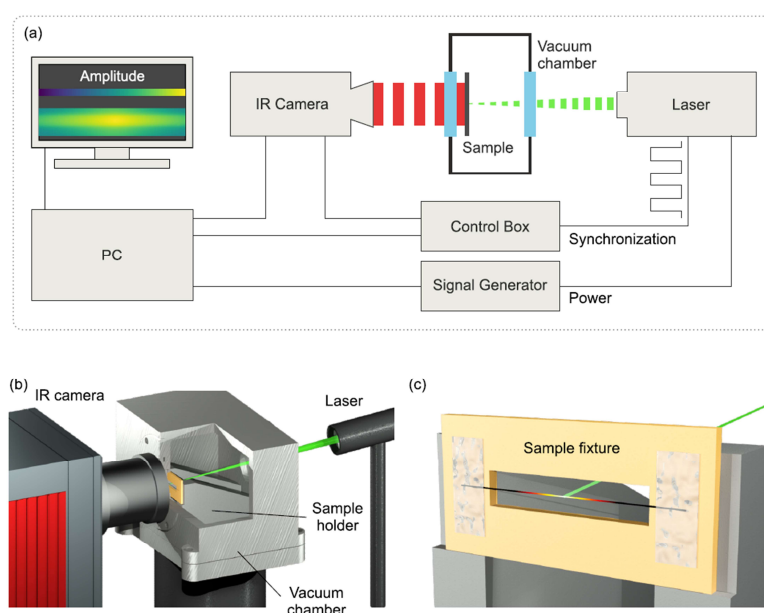 (a)
Amplitude
IR Camera
Vacuum
chamber
Laser
Sample
PC
Control Box
Synchronization
Signal Generator
Power
(b)
IR camera
Laser
Sample
holder
Vacuum
chamber
(c)
Sample fixture